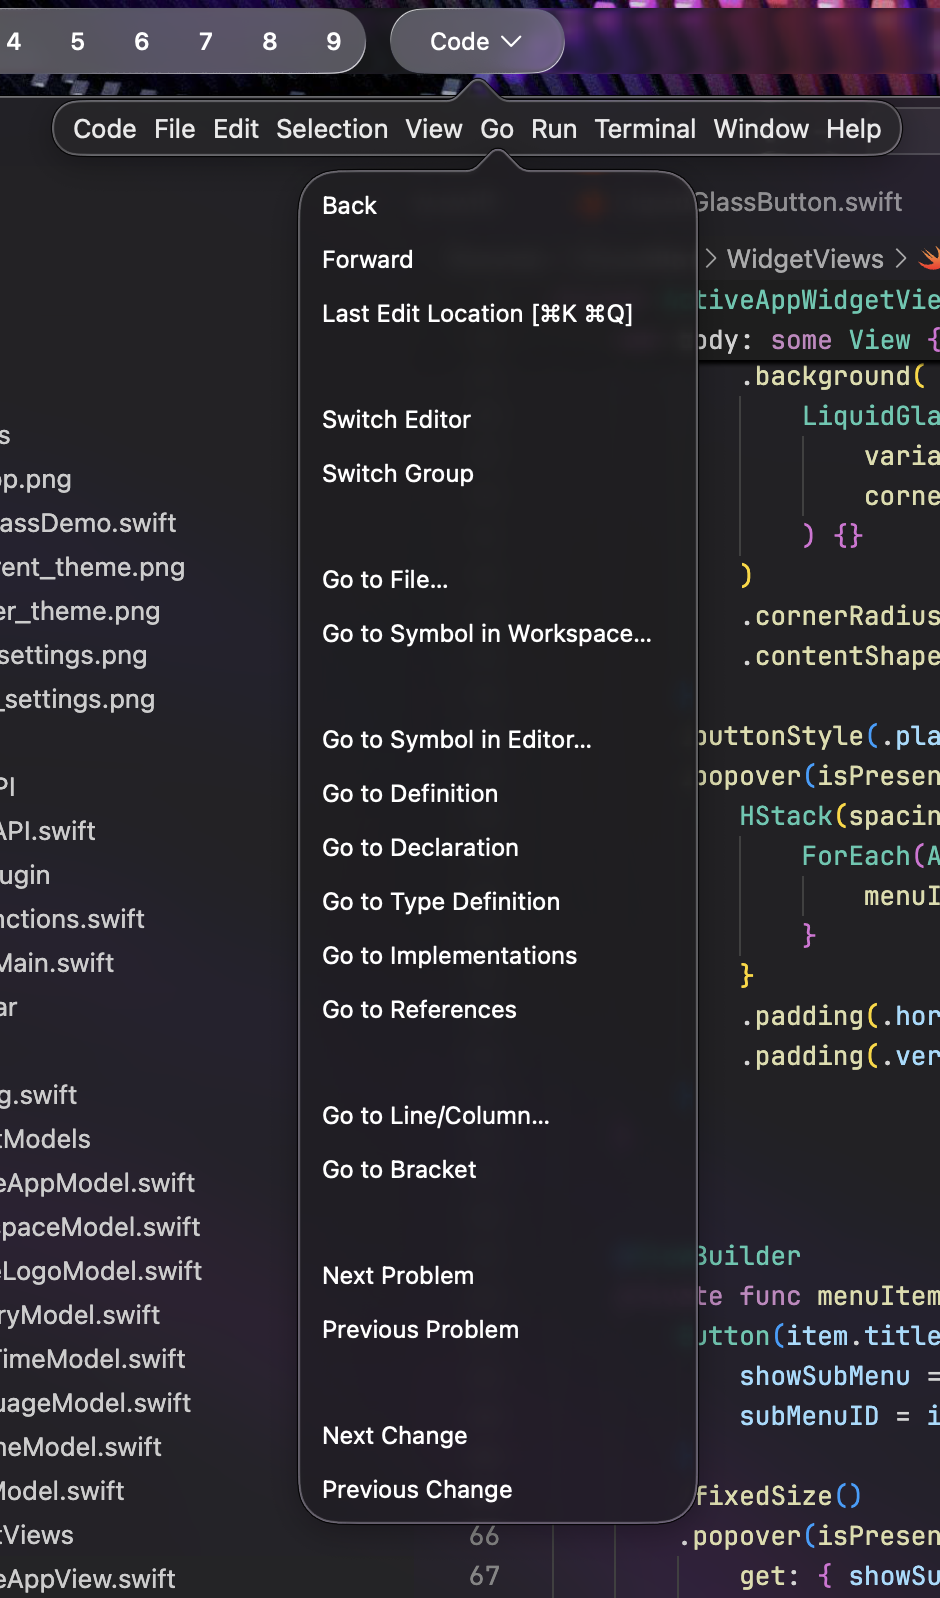 4 5 6 7 8 9 Code
Code File Edit Selection View Go Run Terminal Window Help
Back
Forward
Last Edit Location [⌘K ⌘Q]
Switch Editor
Switch Group
Go to File...
Go to Symbol in Workspace...
Go to Symbol in Editor...
Go to Definition
Go to Declaration
Go to Type Definition
Go to Implementations
Go to References
Go to Line/Column...
Go to Bracket
Next Problem
Previous Problem
Next Change
Previous Change
s
op.png
assDemo.swift
rent_theme.png
er_theme.png
settings.png
_settings.png
PI
API.swift
ugin
nctions.swift
Main.swift
ar
g.swift
tModels
eAppModel.swift
paceModel.swift
eLogoModel.swift
ryModel.swift
TimeModel.swift
uageModel.swift
neModel.swift
Model.swift
tViews
eAppView.swift
GlassButton.swift
> WidgetViews >
tiveAppWidgetVie
ody: some View {
.background(
LiquidGla
varia
corne
) {}
)
.cornerRadius
.contentShape
buttonStyle(.pla
popover(isPresen
HStack(spacin
ForEach(A
menuI
}
}
.padding(.hor
.padding(.ver
Builder
te func menuItem
utton(item.title
showSubMenu =
subMenuID = i
fixedSize()
66 .popover(isPresen
67 get: { showSu